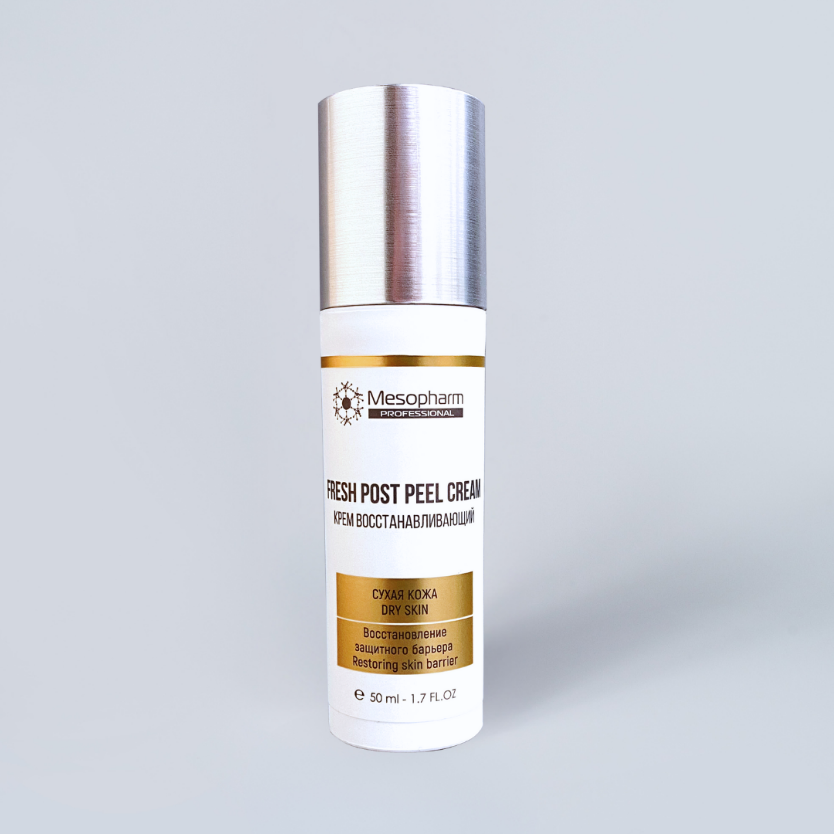 Mesopharm
PROFESSIONAL
FRESH POST PEEL CREAM
КРЕМ ВОССТАНАВЛИВАЮЩИЙ
СУХАЯ КОЖА
DRY SKIN
Восстановление
защитного барьера
Restoring skin barrier
℮ 50 ml - 1.7 FL.OZ